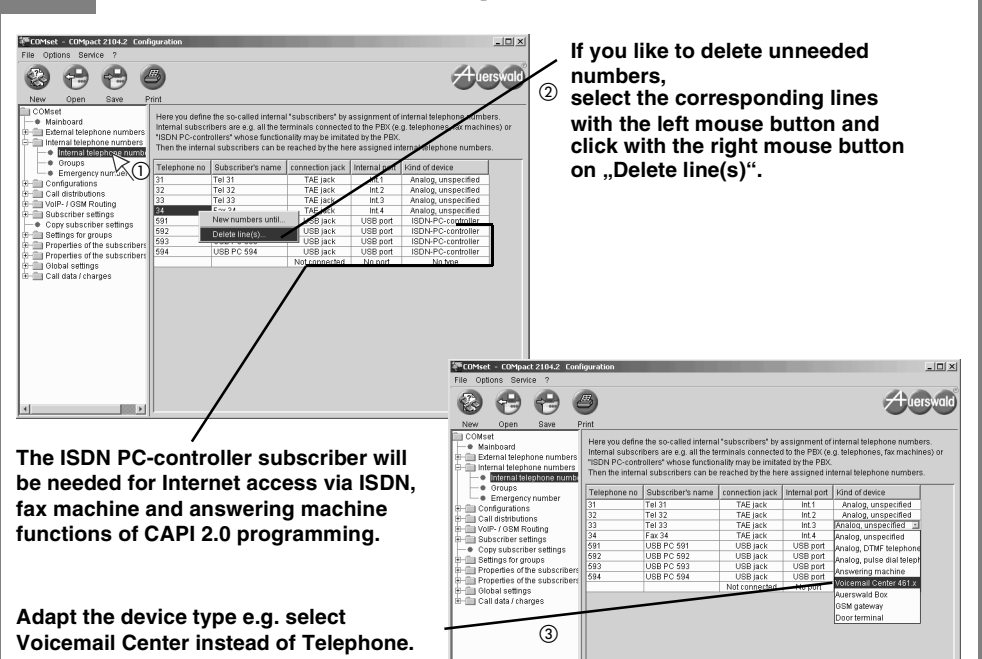 COMset - COMpact 2104.2 Configuration
File Options Service ?
Auerswald
New Open Save Print
COMset
Mainboard
External telephone numbers
Internal telephone numbers
Internal telephone numb
Groups
Configurations
Call distributions
VoIP- / GSM Routing
Subscriber settings
Copy subscriber settings
Settings for groups
Properties of the subscribers
Properties of the subscribers
Global settings
Call data / charges
Here you define the so-called internal "subscribers" by assignment of internal telephone numbers.
Internal subscribers are e.g. all the terminals connected to the PBX (e.g. telephones, fax machines) or
"ISDN PC-controllers" whose functionality may be imitated by the PBX.
Then the internal subscribers can be reached by the here assigned internal telephone numbers.
Telephone no Subscriber's name connection jack Internal port Kind of device
31 Tel 31 TAE jack Int.1 Analog, unspecified
32 Tel 32 TAE jack Int.2 Analog, unspecified
33 Tel 33 TAE jack Int.3 Analog, unspecified
34 Fax 34 TAE jack Int.4 Analog, unspecified
591 USB jack USB port ISDN-PC-controller
592 USB jack USB port ISDN-PC-controller
593 USB jack USB port ISDN-PC-controller
594 USB PC 594 USB jack USB port ISDN-PC-controller
Not connected No port No type
New numbers until...
Delete line(s)...
①
If you like to delete unneeded
numbers,
② select the corresponding lines
with the left mouse button and
click with the right mouse button
on „Delete line(s)“.
The ISDN PC-controller subscriber will
be needed for Internet access via ISDN,
fax machine and answering machine
functions of CAPI 2.0 programming.
COMset - COMpact 2104.2 Configuration
File Options Service ?
Auerswald
New Open Save Print
COMset
Mainboard
External telephone numbers
Internal telephone numbers
Internal telephone numb
Groups
Emergency number
Configurations
Call distributions
VoIP- / GSM Routing
Subscriber settings
Copy subscriber settings
Settings for groups
Properties of the subscribers
Properties of the subscribers
Global settings
Call data / charges
Here you define the so-called internal "subscribers" by assignment of internal telephone numbers.
Internal subscribers are e.g. all the terminals connected to the PBX (e.g. telephones, fax machines) or
"ISDN PC-controllers" whose functionality may be imitated by the PBX.
Then the internal subscribers can be reached by the here assigned internal telephone numbers.
Telephone no Subscriber's name connection jack Internal port Kind of device
31 Tel 31 TAE jack Int.1 Analog, unspecified
32 Tel 32 TAE jack Int.2 Analog, unspecified
33 Tel 33 TAE jack Int.3 Analog, unspecified
34 Fax 34 TAE jack Int.4
591 USB PC 591 USB jack USB port
592 USB PC 592 USB jack USB port
593 USB PC 593 USB jack USB port
594 USB PC 594 USB jack USB port
Not connected No port
Analog, unspecified
Analog, DTMF telephone
Analog, pulse dial teleph
Answering machine
Voicemail Center 461.x
Auerswald Box
GSM gateway
Door terminal
Adapt the device type e.g. select
Voicemail Center instead of Telephone.
③